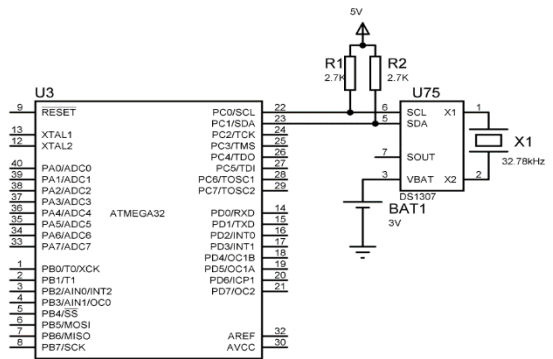 5V
R1
2.7K
R2
2.7K
U3
9 RESET
13 XTAL1
12 XTAL2
40 PA0/ADC0
39 PA1/ADC1
38 PA2/ADC2
37 PA3/ADC3
36 PA4/ADC4
35 PA5/ADC5
34 PA6/ADC6
33 PA7/ADC7
1 PB0/T0/XCK
2 PB1/T1
3 PB2/AIN0/INT2
4 PB3/AIN1/OC0
5 PB4/SS
6 PB5/MOSI
7 PB6/MISO
8 PB7/SCK
ATMEGA32
PC0/SCL 22
PC1/SDA 23
PC2/TCK 24
PC3/TMS 25
PC4/TDO 26
PC5/TDI 27
PC6/TOSC1 28
PC7/TOSC2 29
PD0/RXD 14
PD1/TXD 15
PD2/INT0 16
PD3/INT1 17
PD4/OC1B 18
PD5/OC1A 19
PD6/ICP1 20
PD7/OC2 21
AREF 32
AVCC 30
U75
6 SCL
5 SDA
7 SOUT
3 VBAT
X1 1
X2 2
DS1307
X1
32.78kHz
BAT1
3V